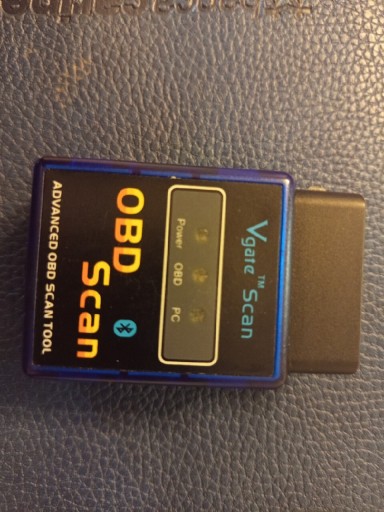 Vgate™ Scan
Power OBD PC
OBD
Scan
ADVANCED OBD SCAN TOOL